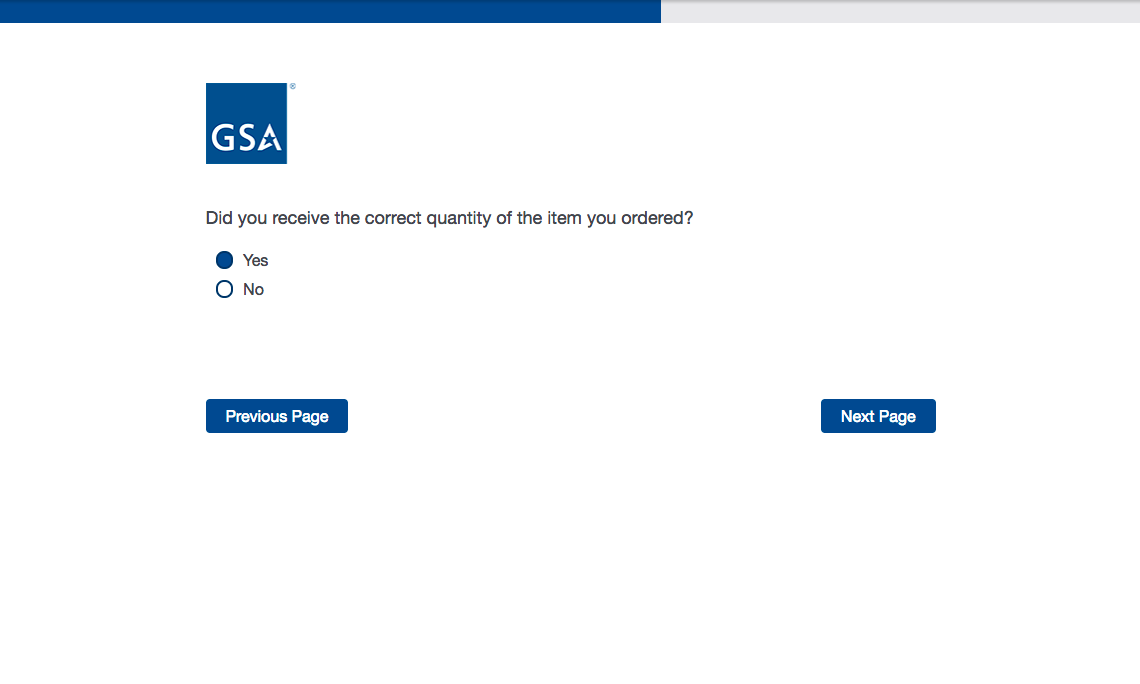 GSA
®
Did you receive the correct quantity of the item you ordered?
Yes
No
Previous Page
Next Page